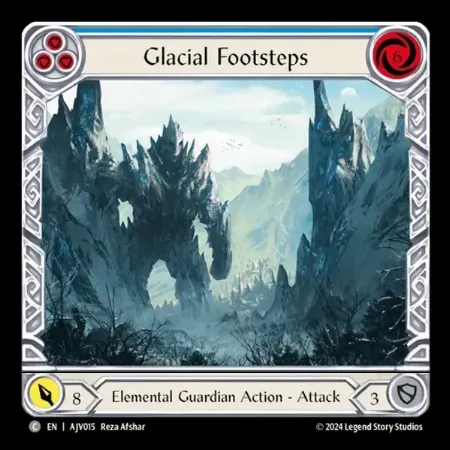 Glacial Footsteps
6
8
Elemental Guardian Action - Attack
3
C EN | AJV015 Reza Afshar
© 2024 Legend Story Studios